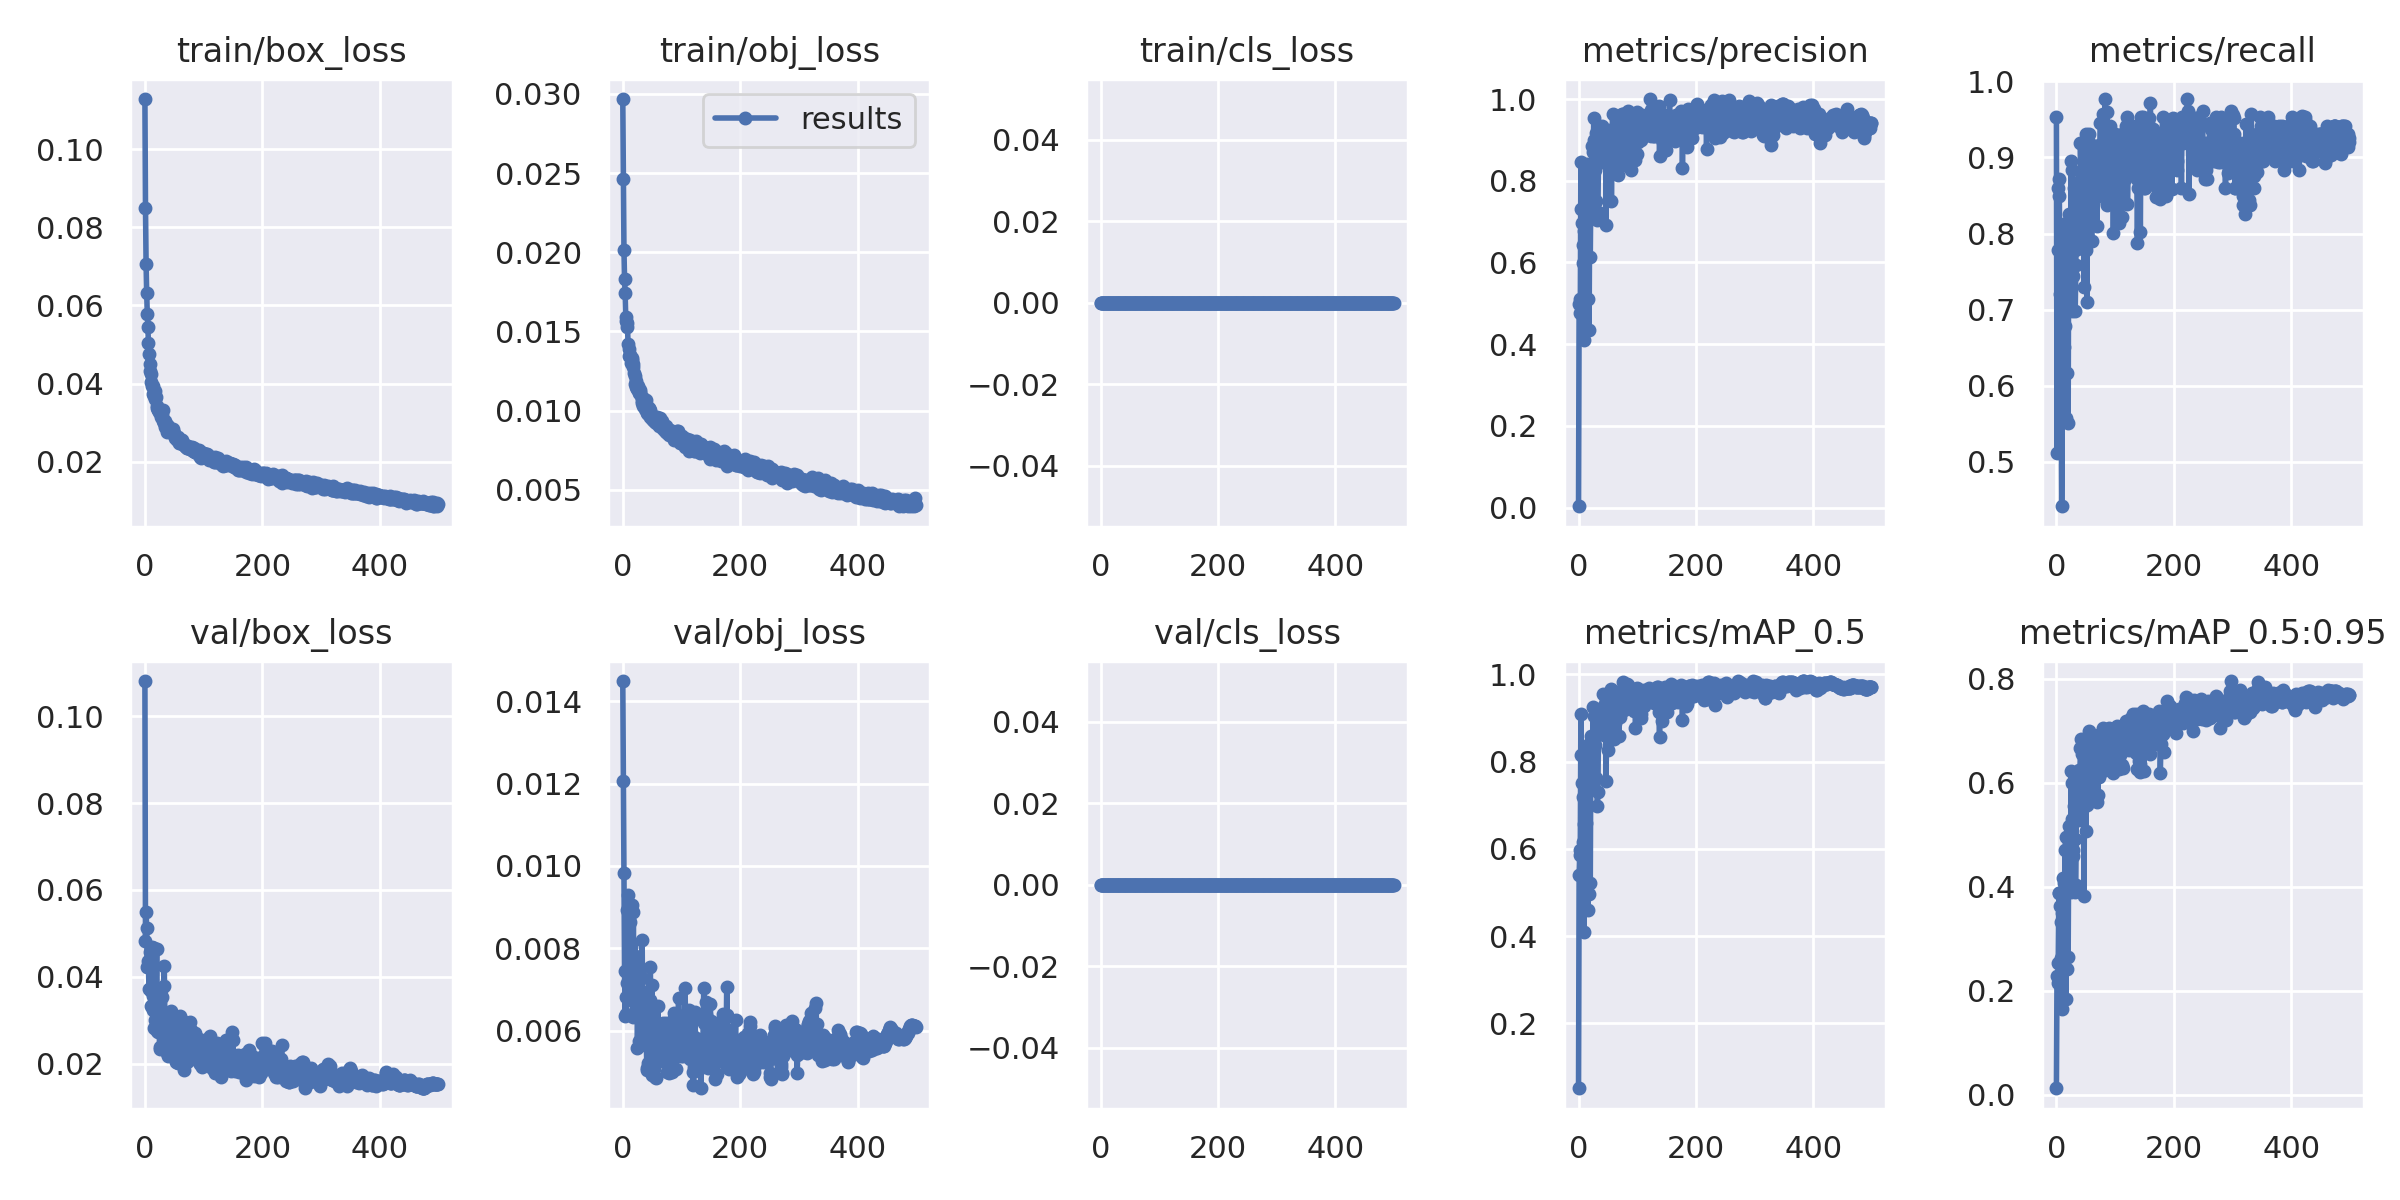 train/box_loss
train/obj_loss
train/cls_loss
metrics/precision
metrics/recall
0.10
0.08
0.06
0.04
0.02
0 200 400
results
0.030
0.025
0.020
0.015
0.010
0.005
0 200 400
0.04
0.02
0.00
−0.02
−0.04
0 200 400
1.0
0.8
0.6
0.4
0.2
0.0
0 200 400
1.0
0.9
0.8
0.7
0.6
0.5
0 200 400
val/box_loss
val/obj_loss
val/cls_loss
metrics/mAP_0.5
metrics/mAP_0.5:0.95
0.10
0.08
0.06
0.04
0.02
0 200 400
0.014
0.012
0.010
0.008
0.006
0 200 400
0.04
0.02
0.00
−0.02
−0.04
0 200 400
1.0
0.8
0.6
0.4
0.2
0 200 400
0.8
0.6
0.4
0.2
0.0
0 200 400